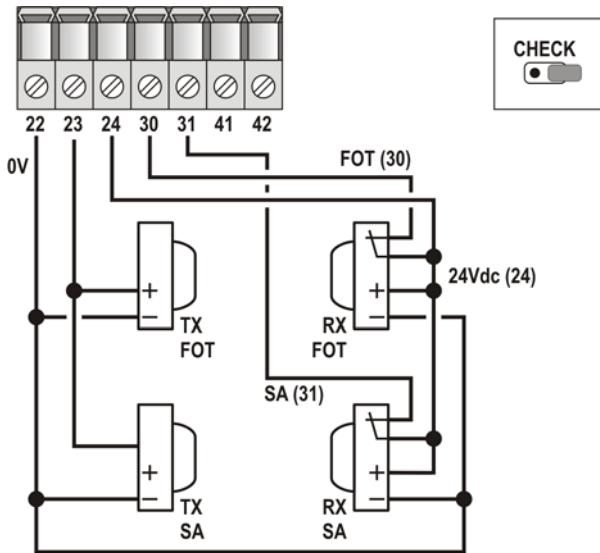 CHECK
22 23 24 30 31 41 42
0V
FOT (30)
24Vdc (24)
+
−
TX
FOT
+
−
RX
FOT
SA (31)
+
−
TX
SA
+
−
RX
SA